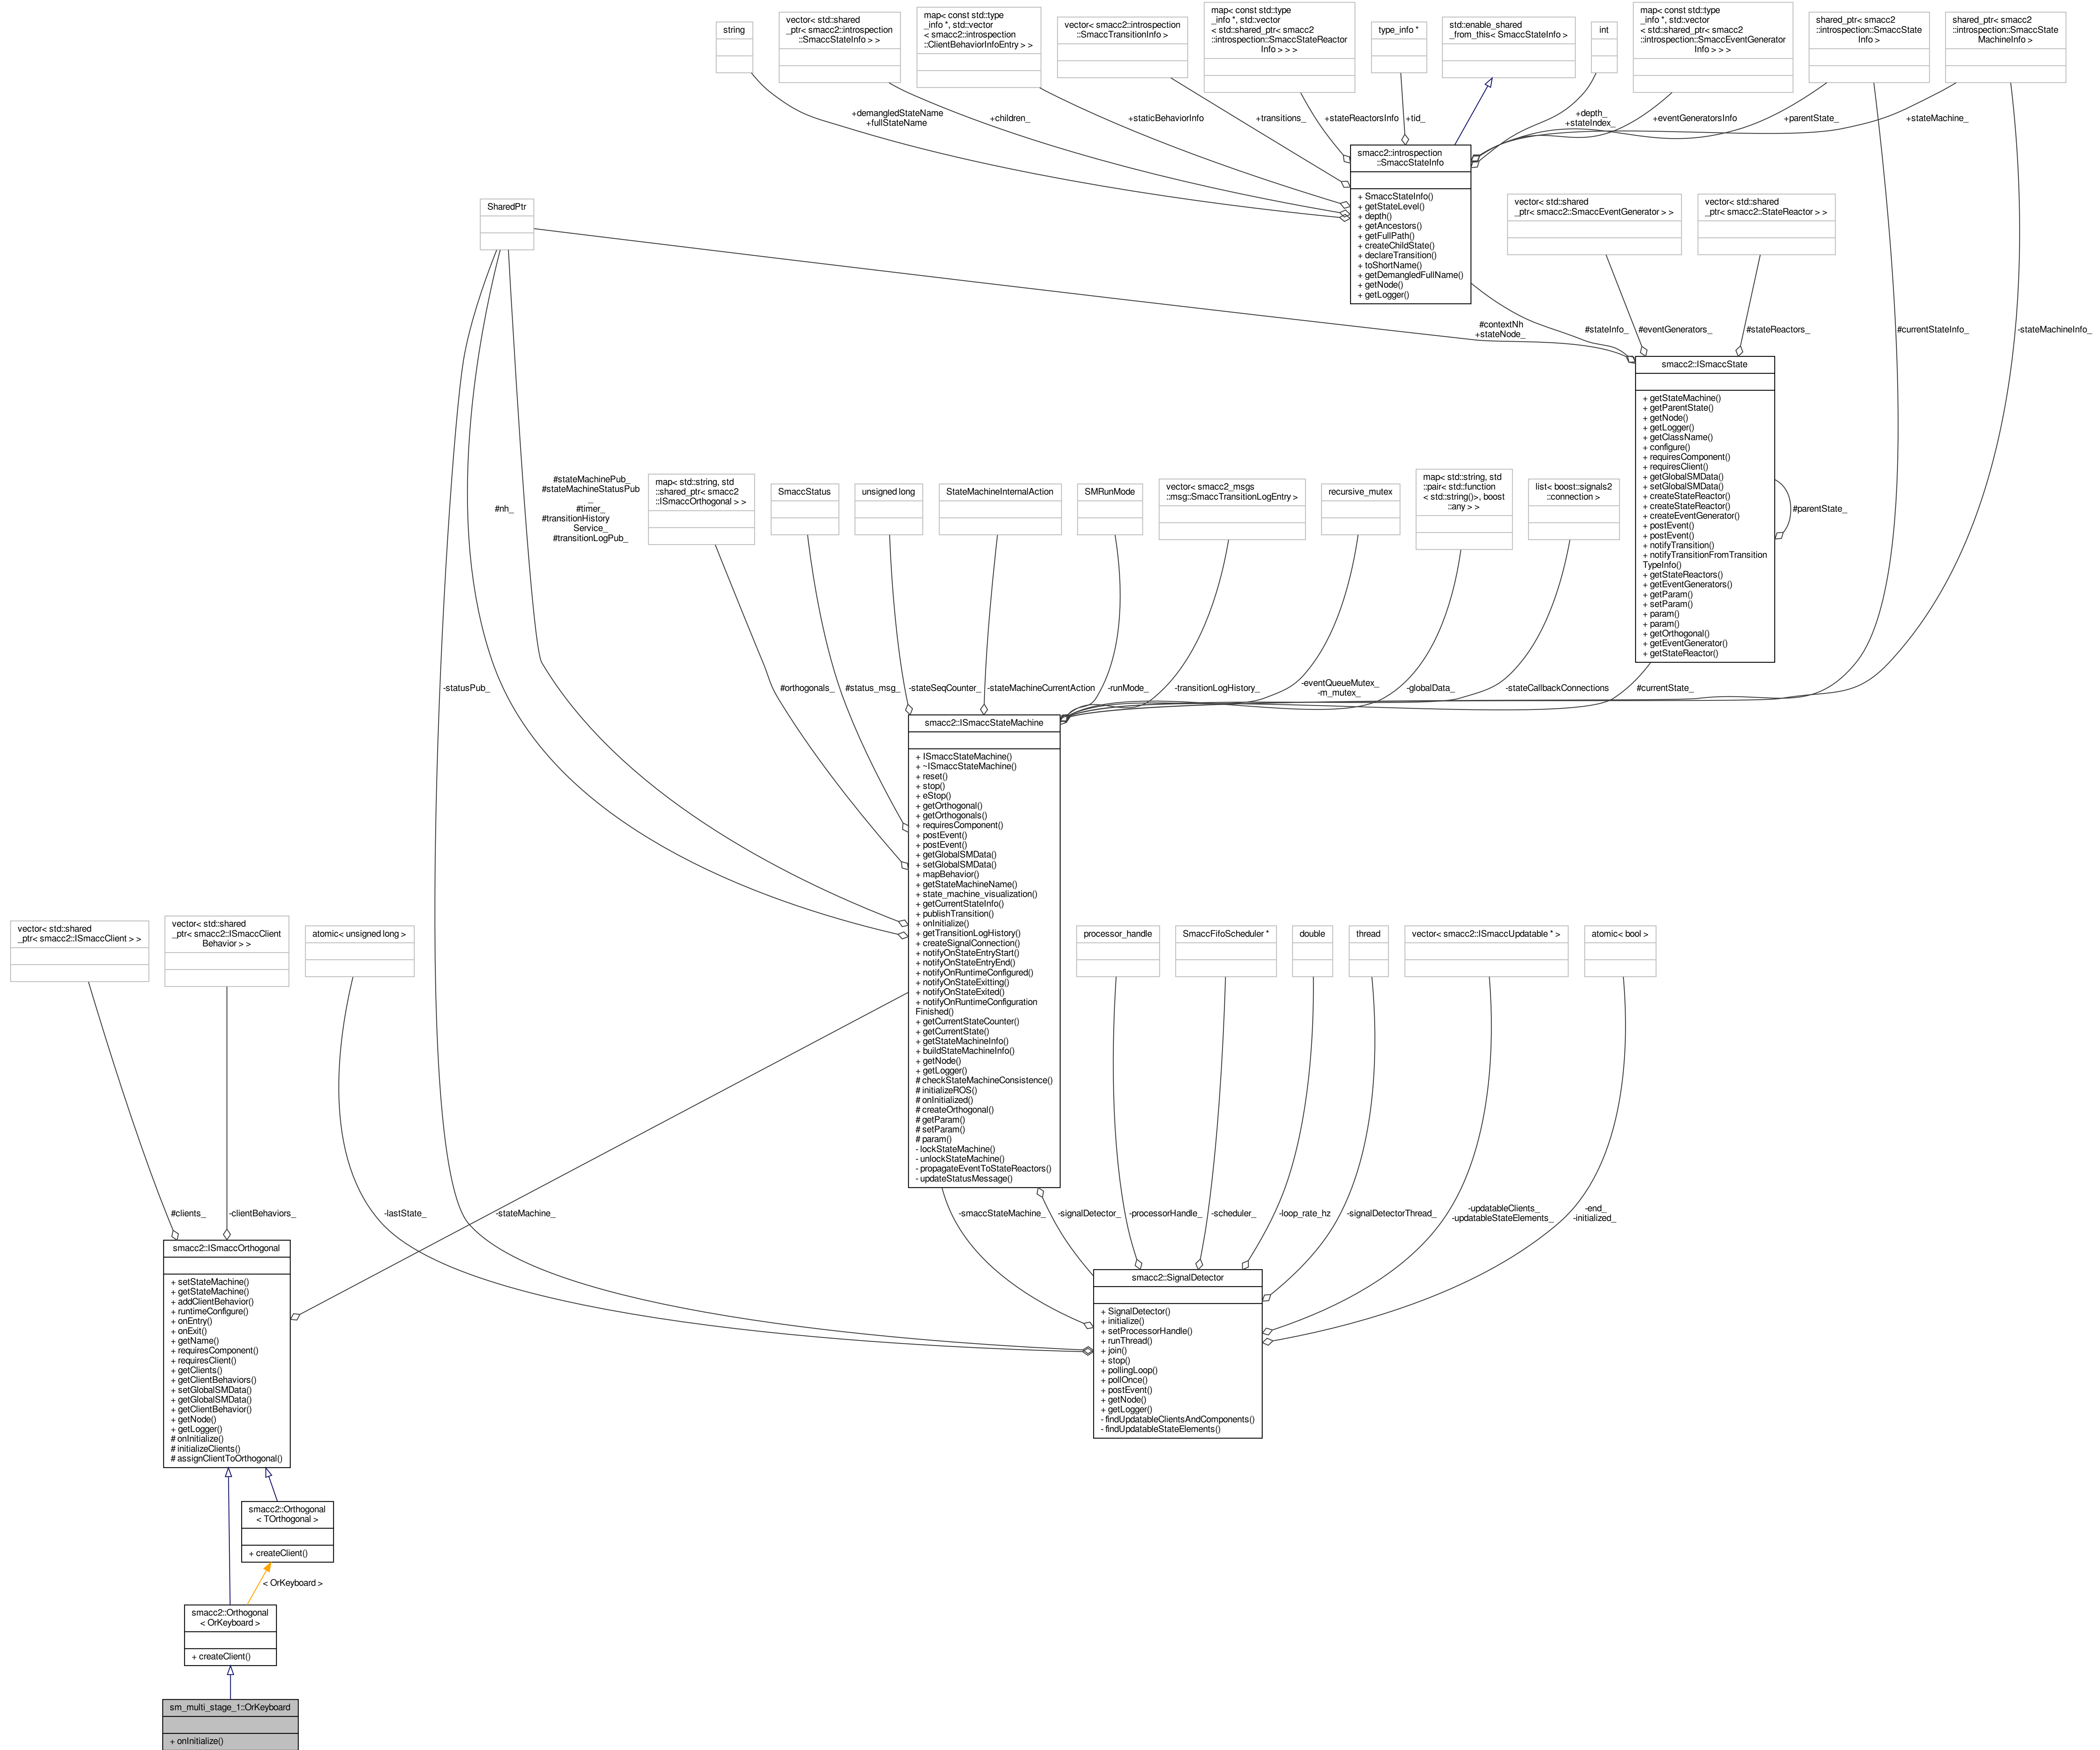 string
vector< std::shared
_ptr< smacc2::introspection
::SmaccStateInfo > >
map< const std::type
_info *, std::vector
< smacc2::introspection
::ClientBehaviorInfoEntry > >
vector< smacc2::introspection
::SmaccTransitionInfo >
map< const std::type
_info *, std::vector
< std::shared_ptr< smacc2
::introspection::SmaccStateReactor
Info > > >
type_info *
std::enable_shared
_from_this< SmaccStateInfo >
int
map< const std::type
_info *, std::vector
< std::shared_ptr< smacc2
::introspection::SmaccEventGenerator
Info > > >
shared_ptr< smacc2
::introspection::SmaccState
Info >
shared_ptr< smacc2
::introspection::SmaccState
MachineInfo >
+demangledStateName
+fullStateName
+children_
+staticBehaviorInfo
+transitions_
+stateReactorsInfo
+tid_
+depth_
+stateIndex_
+eventGeneratorsInfo
+parentState_
+stateMachine_
smacc2::introspection
::SmaccStateInfo
+ SmaccStateInfo()
+ getStateLevel()
+ depth()
+ getAncestors()
+ getFullPath()
+ createChildState()
+ declareTransition()
+ toShortName()
+ getDemangledFullName()
+ getNode()
+ getLogger()
SharedPtr
vector< std::shared
_ptr< smacc2::SmaccEventGenerator > >
vector< std::shared
_ptr< smacc2::StateReactor > >
#contextNh
+stateNode_
#stateInfo_
#eventGenerators_
#stateReactors_
#currentStateInfo_
-stateMachineInfo_
smacc2::ISmaccState
+ getStateMachine()
+ getParentState()
+ getNode()
+ getLogger()
+ getClassName()
+ configure()
+ requiresComponent()
+ requiresClient()
+ getGlobalSMData()
+ setGlobalSMData()
+ createStateReactor()
+ createStateReactor()
+ createEventGenerator()
+ postEvent()
+ postEvent()
+ notifyTransition()
+ notifyTransitionFromTransition
TypeInfo()
+ getStateReactors()
+ getEventGenerators()
+ getParam()
+ setParam()
+ param()
+ param()
+ getOrthogonal()
+ getEventGenerator()
+ getStateReactor()
#parentState_
#nh_
#stateMachinePub_
#stateMachineStatusPub
_
#timer_
#transitionHistory
Service_
#transitionLogPub_
map< std::string, std
::shared_ptr< smacc2
::ISmaccOrthogonal > >
SmaccStatus
unsigned long
StateMachineInternalAction
SMRunMode
vector< smacc2_msgs
::msg::SmaccTransitionLogEntry >
recursive_mutex
map< std::string, std
::pair< std::function
< std::string()>, boost
::any > >
list< boost::signals2
::connection >
-statusPub_
#orthogonals_
#status_msg_
-stateSeqCounter_
-stateMachineCurrentAction
-runMode_
-transitionLogHistory_
-eventQueueMutex_
-m_mutex_
-globalData_
-stateCallbackConnections
#currentState_
smacc2::ISmaccStateMachine
+ ISmaccStateMachine()
+ ~ISmaccStateMachine()
+ reset()
+ stop()
+ eStop()
+ getOrthogonal()
+ getOrthogonals()
+ requiresComponent()
+ postEvent()
+ postEvent()
+ getGlobalSMData()
+ setGlobalSMData()
+ mapBehavior()
+ getStateMachineName()
+ state_machine_visualization()
+ getCurrentStateInfo()
+ publishTransition()
+ onInitialize()
+ getTransitionLogHistory()
+ createSignalConnection()
+ notifyOnStateEntryStart()
+ notifyOnStateEntryEnd()
+ notifyOnRuntimeConfigured()
+ notifyOnStateExitting()
+ notifyOnStateExited()
+ notifyOnRuntimeConfiguration
Finished()
+ getCurrentStateCounter()
+ getCurrentState()
+ getStateMachineInfo()
+ buildStateMachineInfo()
+ getNode()
+ getLogger()
# checkStateMachineConsistence()
# initializeROS()
# onInitialized()
# createOrthogonal()
# getParam()
# setParam()
# param()
- lockStateMachine()
- unlockStateMachine()
- propagateEventToStateReactors()
- updateStatusMessage()
vector< std::shared
_ptr< smacc2::ISmaccClient > >
vector< std::shared
_ptr< smacc2::ISmaccClient
Behavior > >
atomic< unsigned long >
processor_handle
SmaccFifoScheduler *
double
thread
vector< smacc2::ISmaccUpdatable * >
atomic< bool >
#clients_
-clientBehaviors_
-lastState_
-stateMachine_
-smaccStateMachine_
-signalDetector_
-processorHandle_
-scheduler_
-loop_rate_hz
-signalDetectorThread_
-updatableClients_
-updatableStateElements_
-end_
-initialized_
smacc2::ISmaccOrthogonal
+ setStateMachine()
+ getStateMachine()
+ addClientBehavior()
+ runtimeConfigure()
+ onEntry()
+ onExit()
+ getName()
+ requiresComponent()
+ requiresClient()
+ getClients()
+ getClientBehaviors()
+ setGlobalSMData()
+ getGlobalSMData()
+ getClientBehavior()
+ getNode()
+ getLogger()
# onInitialize()
# initializeClients()
# assignClientToOrthogonal()
smacc2::SignalDetector
+ SignalDetector()
+ initialize()
+ setProcessorHandle()
+ runThread()
+ join()
+ stop()
+ pollingLoop()
+ pollOnce()
+ postEvent()
+ getNode()
+ getLogger()
- findUpdatableClientsAndComponents()
- findUpdatableStateElements()
smacc2::Orthogonal
< TOrthogonal >
+ createClient()
< OrKeyboard >
smacc2::Orthogonal
< OrKeyboard >
+ createClient()
sm_multi_stage_1::OrKeyboard
+ onInitialize()